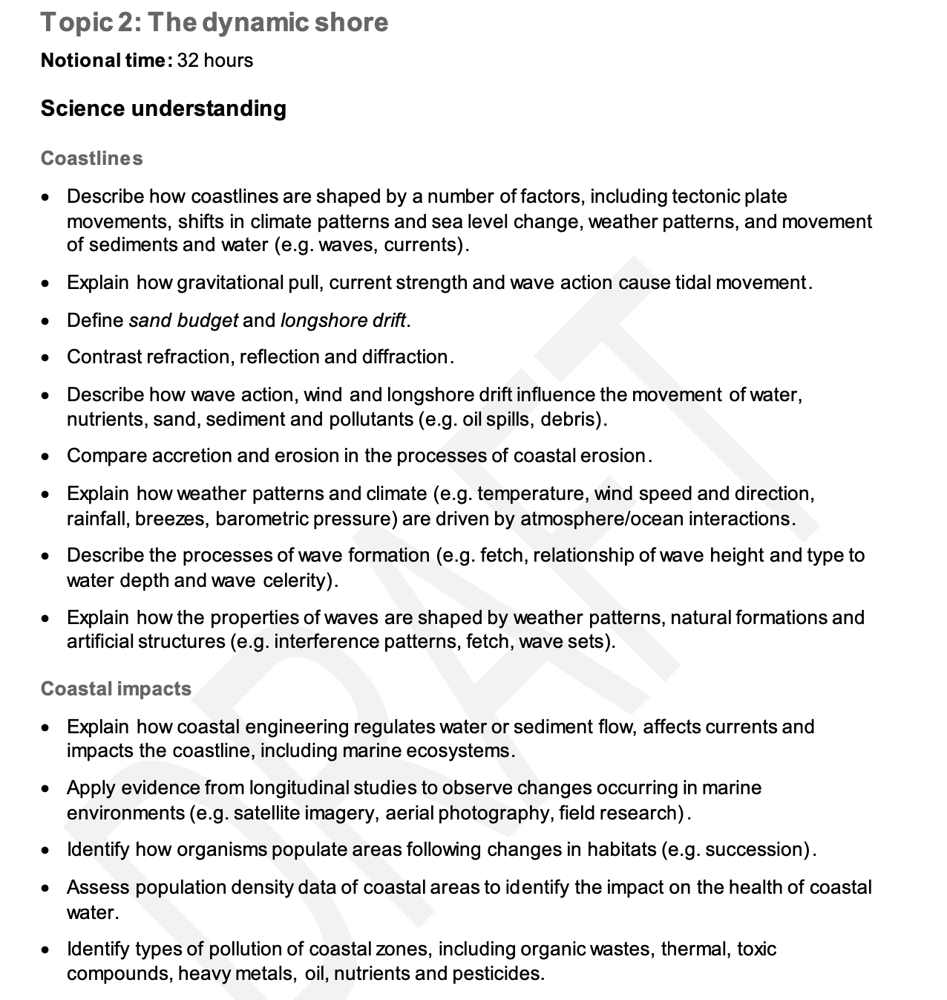 Topic 2: The dynamic shore
Notional time: 32 hours
Science understanding
Coastlines
• Describe how coastlines are shaped by a number of factors, including tectonic plate
movements, shifts in climate patterns and sea level change, weather patterns, and movement
of sediments and water (e.g. waves, currents).
• Explain how gravitational pull, current strength and wave action cause tidal movement.
• Define sand budget and longshore drift.
• Contrast refraction, reflection and diffraction.
• Describe how wave action, wind and longshore drift influence the movement of water,
nutrients, sand, sediment and pollutants (e.g. oil spills, debris).
• Compare accretion and erosion in the processes of coastal erosion.
• Explain how weather patterns and climate (e.g. temperature, wind speed and direction,
rainfall, breezes, barometric pressure) are driven by atmosphere/ocean interactions.
• Describe the processes of wave formation (e.g. fetch, relationship of wave height and type to
water depth and wave celerity).
• Explain how the properties of waves are shaped by weather patterns, natural formations and
artificial structures (e.g. interference patterns, fetch, wave sets).
Coastal impacts
• Explain how coastal engineering regulates water or sediment flow, affects currents and
impacts the coastline, including marine ecosystems.
• Apply evidence from longitudinal studies to observe changes occurring in marine
environments (e.g. satellite imagery, aerial photography, field research).
• Identify how organisms populate areas following changes in habitats (e.g. succession).
• Assess population density data of coastal areas to identify the impact on the health of coastal
water.
• Identify types of pollution of coastal zones, including organic wastes, thermal, toxic
compounds, heavy metals, oil, nutrients and pesticides.
DRAFT